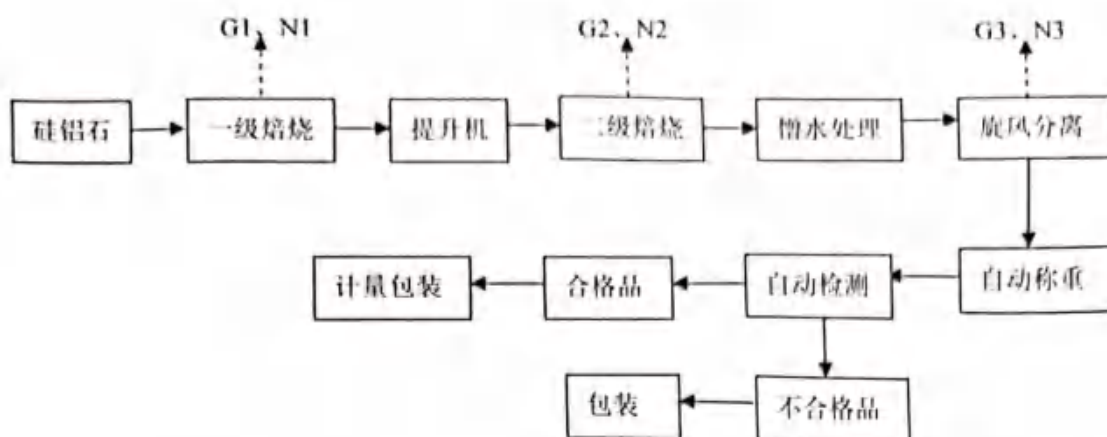 G1、N1
G2、N2
G3、N3
硅铝石
一级焙烧
提升机
二级焙烧
憎水处理
旋风分离
计量包装
合格品
自动检测
自动称重
包装
不合格品